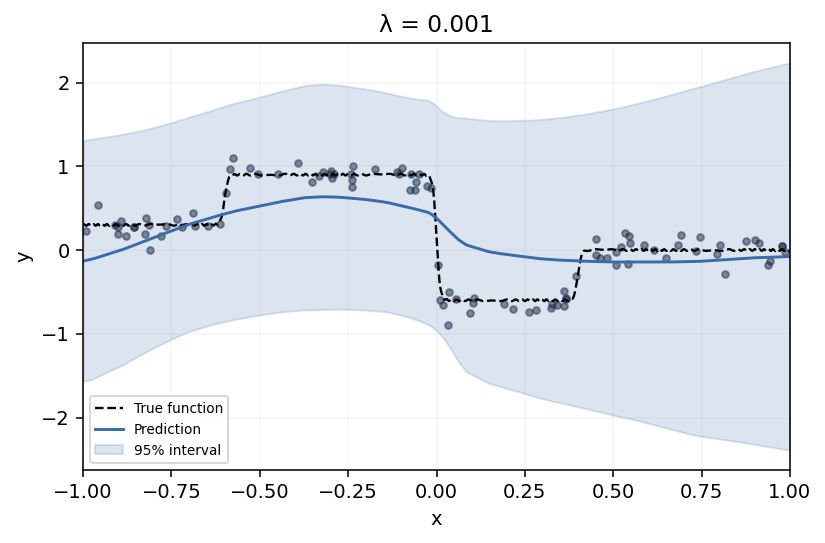 λ = 0.001
y
2
1
0
−1
−2
True function
Prediction
95% interval
−1.00 −0.75 −0.50 −0.25 0.00 0.25 0.50 0.75 1.00
x